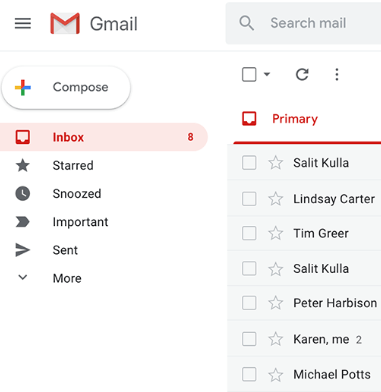 Gmail
Search mail
Compose
Inbox 8
Starred
Snoozed
Important
Sent
More
Primary
Salit Kulla
Lindsay Carter
Tim Greer
Salit Kulla
Peter Harbison
Karen, me 2
Michael Potts